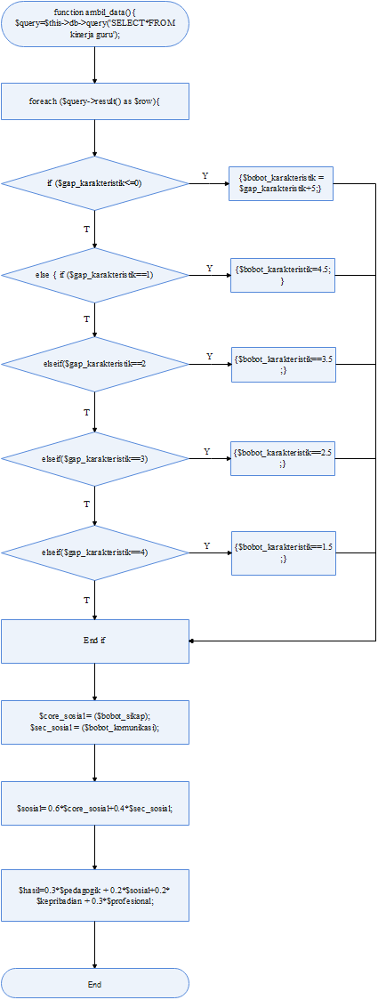 function ambil_data() {
$query=$this->db->query('SELECT*FROM
kinerja guru');
foreach ($query->result() as $row){
if ($gap_karakteristik<=0)
Y
{$bobot_karakteristik =
$gap_karakteristik+5;}
T
else { if ($gap_karakteristik==1)
Y
{$bobot_karakteristik=4.5;
}
T
elseif($gap_karakteristik==2
Y
{$bobot_karakteristik==3.5
;}
T
elseif($gap_karakteristik==3)
Y
{$bobot_karakteristik==2.5
;}
T
elseif($gap_karakteristik==4)
Y
{$bobot_karakteristik==1.5
;}
T
End if
$core_sosial= ($bobot_sikap);
$sec_sosial= ($bobot_komunikasi);
$sosial= 0.6*$core_sosial+0.4*$sec_sosial;
$hasil=0.3*$pedagogik + 0.2*$sosial+0.2*
$kepribadian + 0.3*$profesional;
End